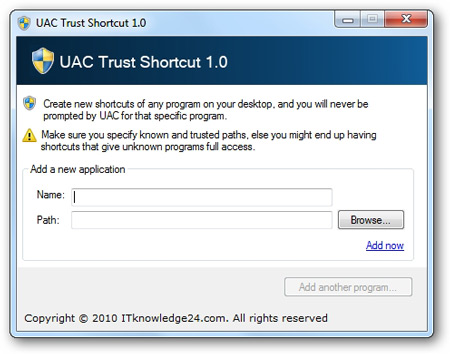 UAC Trust Shortcut 1.0
UAC Trust Shortcut 1.0
Create new shortcuts of any program on your desktop, and you will never be
prompted by UAC for that specific program.
Make sure you specify known and trusted paths, else you might end up having
shortcuts that give unknown programs full access.
Add a new application
Name:
Path:
Browse...
Add now
Add another program...
Copyright © 2010 ITknowledge24.com. All rights reserved